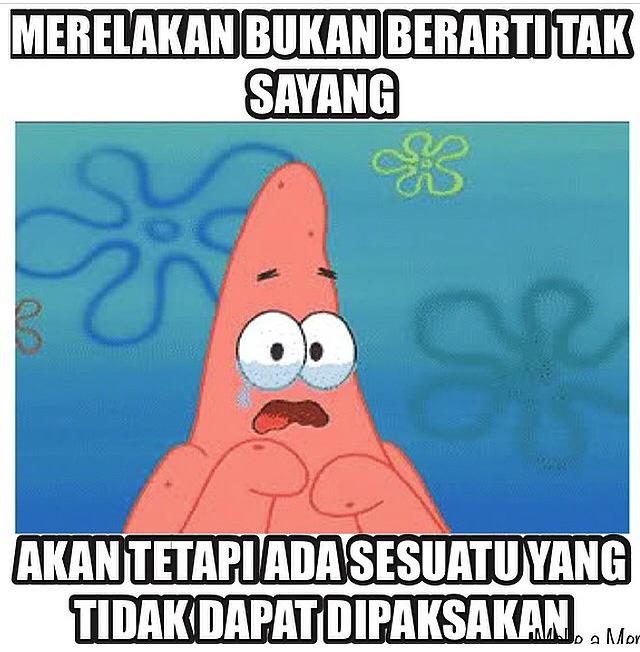 MERELAKAN BUKAN BERARTI TAK
SAYANG
AKAN TETAPI ADA SESUATU YANG
TIDAK DAPAT DIPAKSAKAN